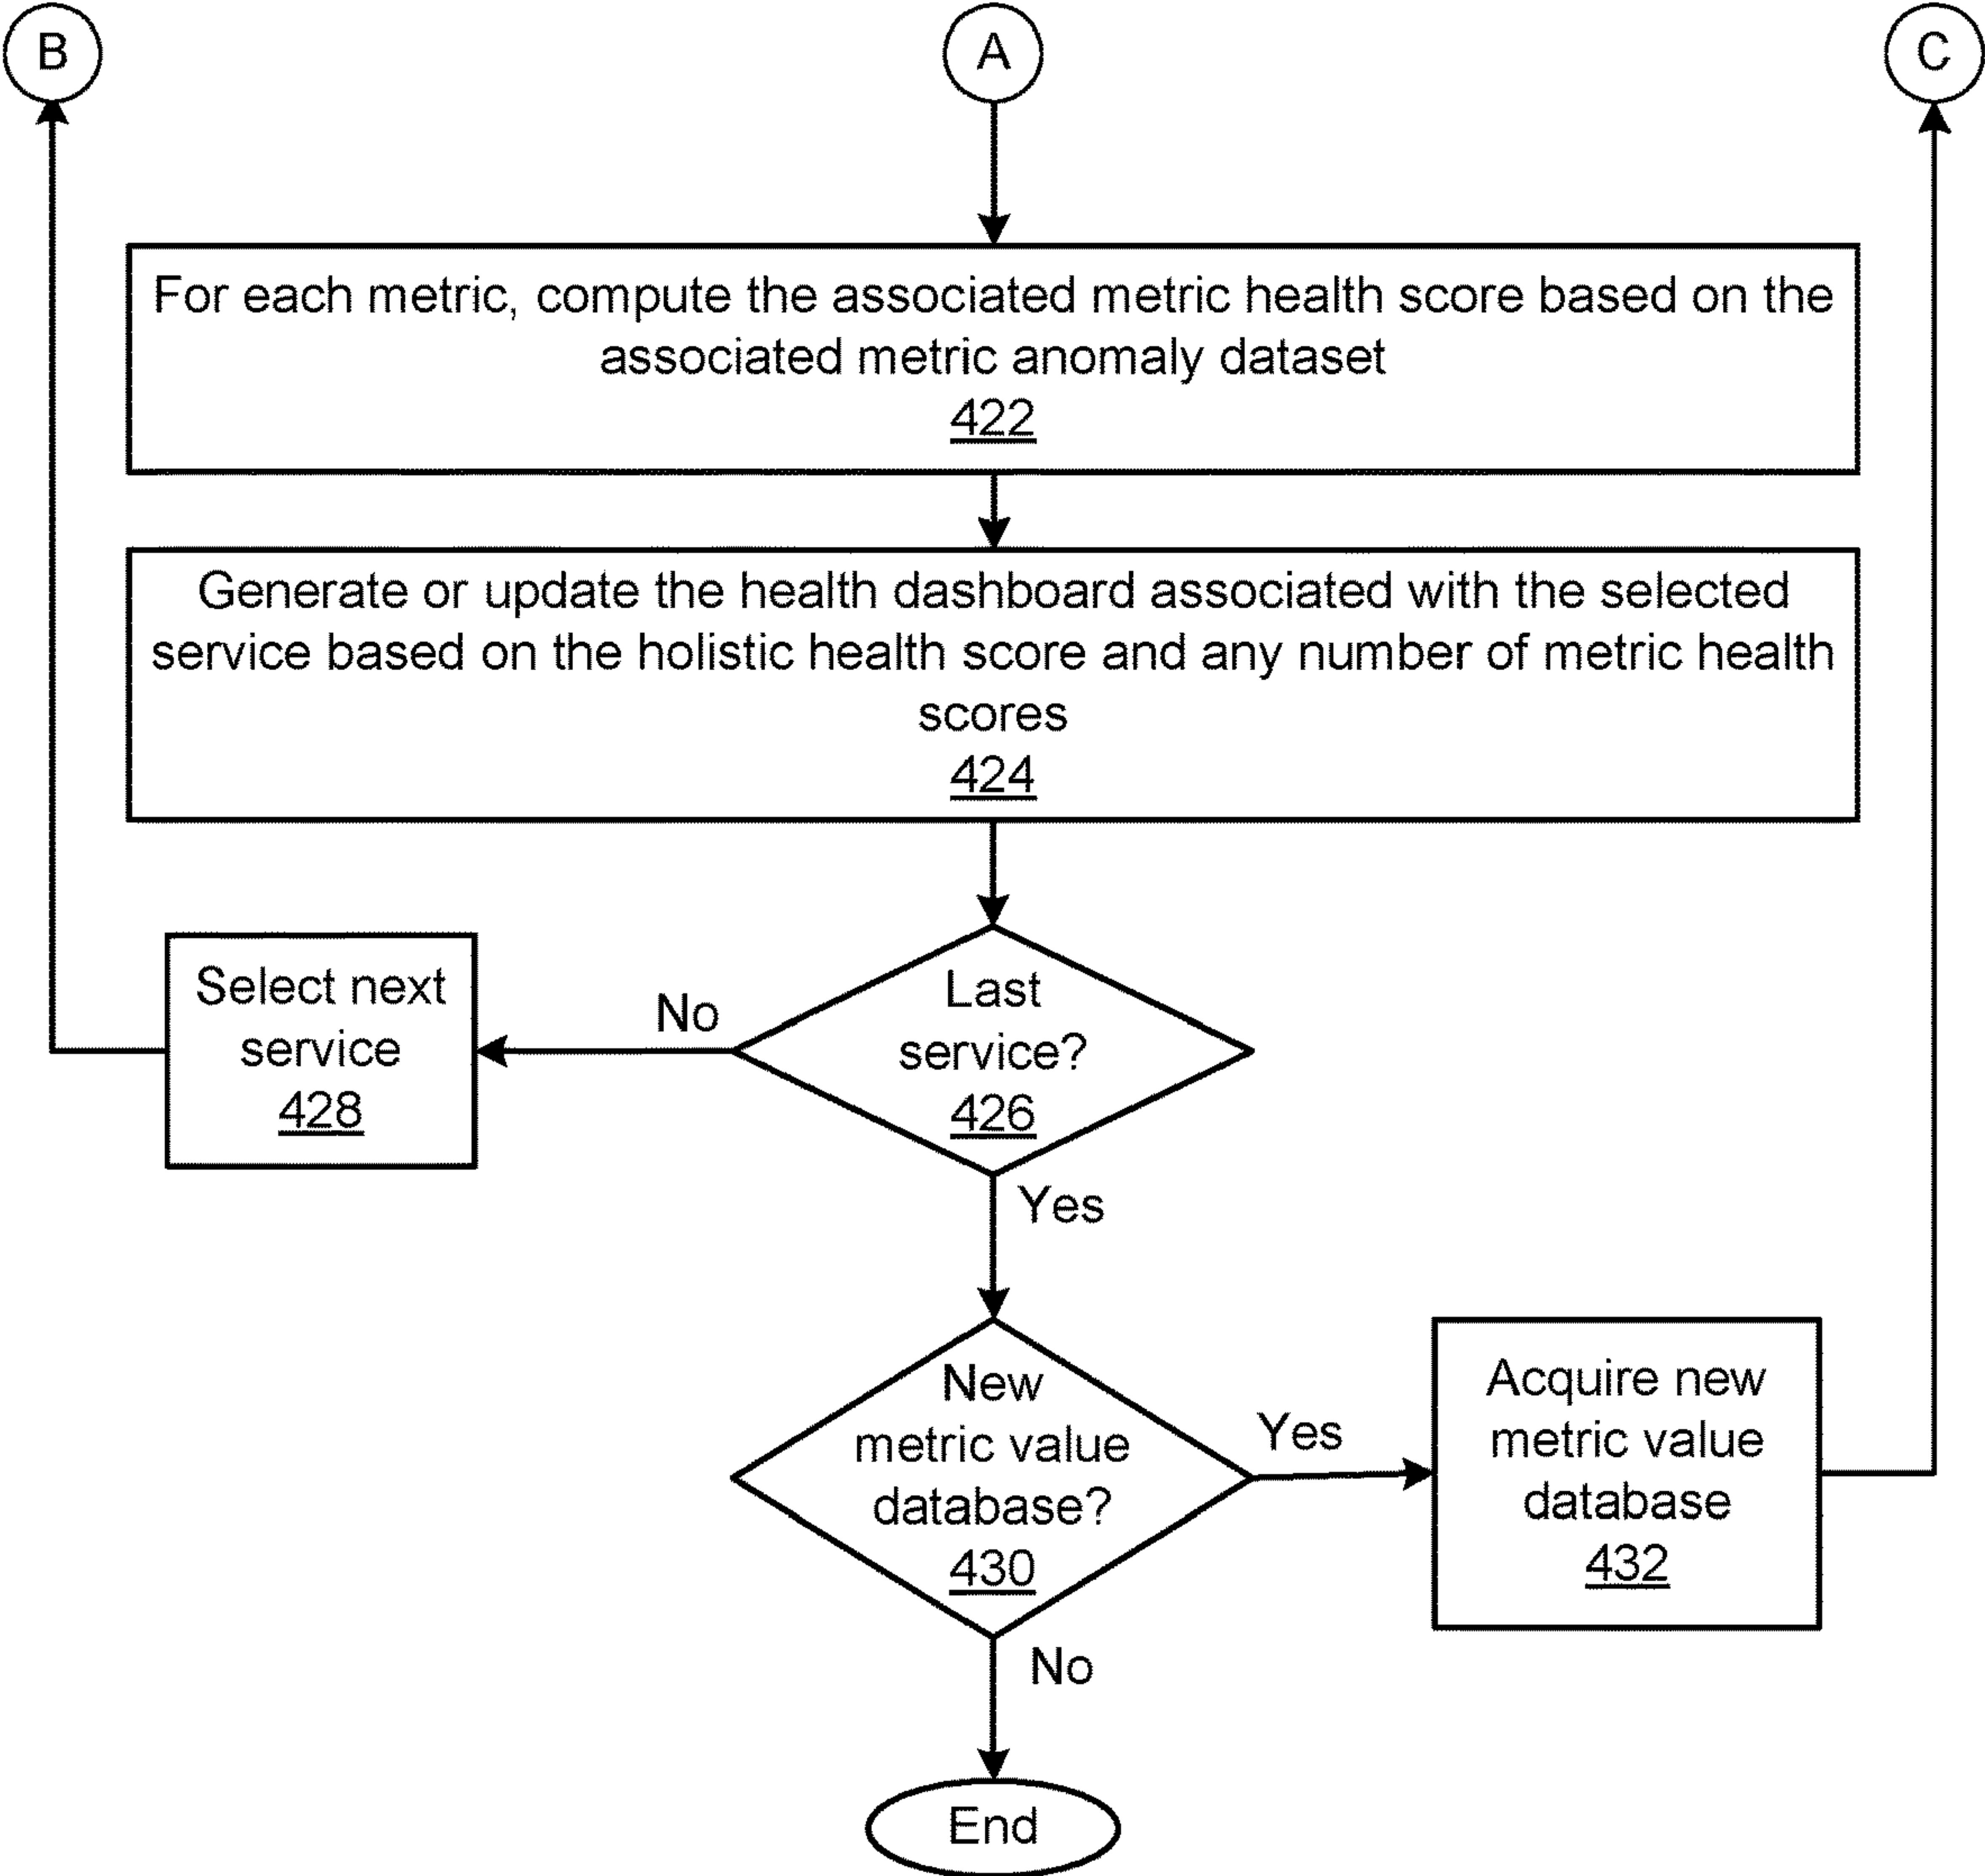 B
A
C
For each metric, compute the associated metric health score based on the
associated metric anomaly dataset
422
Generate or update the health dashboard associated with the selected
service based on the holistic health score and any number of metric health
scores
424
Select next
service
428
No
Last
service?
426
Yes
New
metric value
database?
430
Yes
Acquire new
metric value
database
432
No
End